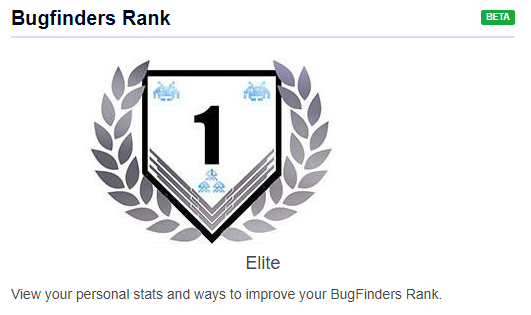 Bugfinders Rank
BETA
1
Elite
View your personal stats and ways to improve your BugFinders Rank.